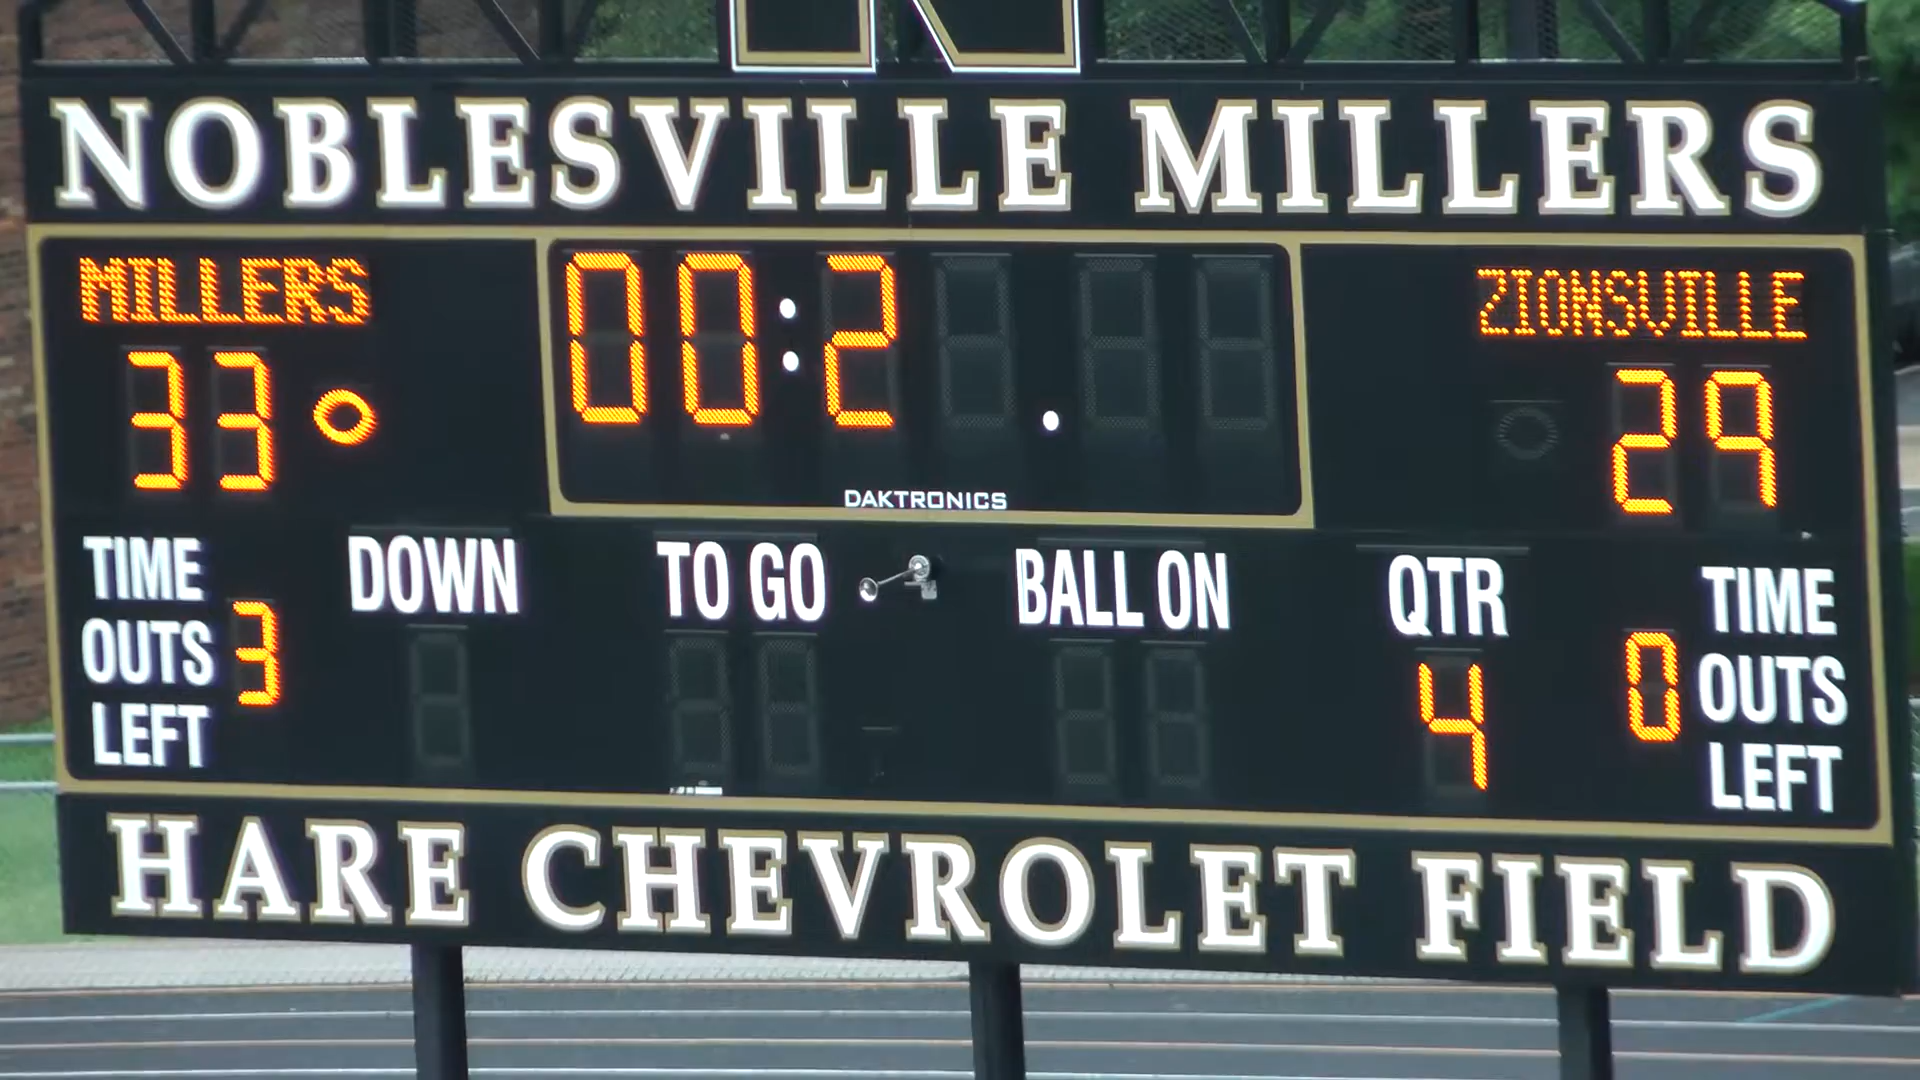 N
NOBLESVILLE MILLERS
MILLERS
00:2 .
ZIONSVILLE
33
29
DAKTRONICS
TIME OUTS LEFT 3
DOWN
TO GO
BALL ON
QTR 4
0 TIME OUTS LEFT
HARE CHEVROLET FIELD